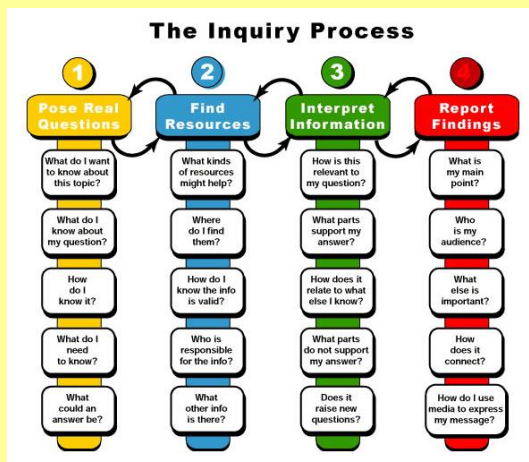 The Inquiry Process
1
Pose Real
Questions
What do I want
to know about
this topic?
What do I
know about
my question?
How
do I
know it?
What do I
need
to know?
What
could an
answer be?
2
Find
Resources
What kinds
of resources
might help?
Where
do I find
them?
How do I
know the info
is valid?
Who is
responsible
for the info?
What
other info
is there?
3
Interpret
Information
How is this
relevant to
my question?
What parts
support my
answer?
How does it
relate to what
else I know?
What parts
do not support
my answer?
Does it
raise new
questions?
4
Report
Findings
What is
my main
point?
Who
is my
audience?
What
else is
important?
How
does it
connect?
How do I use
media to express
my message?